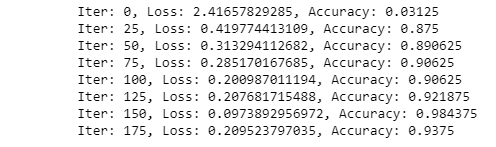 Iter: 0, Loss: 2.41657829285, Accuracy: 0.03125
Iter: 25, Loss: 0.419774413109, Accuracy: 0.875
Iter: 50, Loss: 0.313294112682, Accuracy: 0.890625
Iter: 75, Loss: 0.285170167685, Accuracy: 0.90625
Iter: 100, Loss: 0.200987011194, Accuracy: 0.90625
Iter: 125, Loss: 0.207681715488, Accuracy: 0.921875
Iter: 150, Loss: 0.0973892956972, Accuracy: 0.984375
Iter: 175, Loss: 0.209523797035, Accuracy: 0.9375